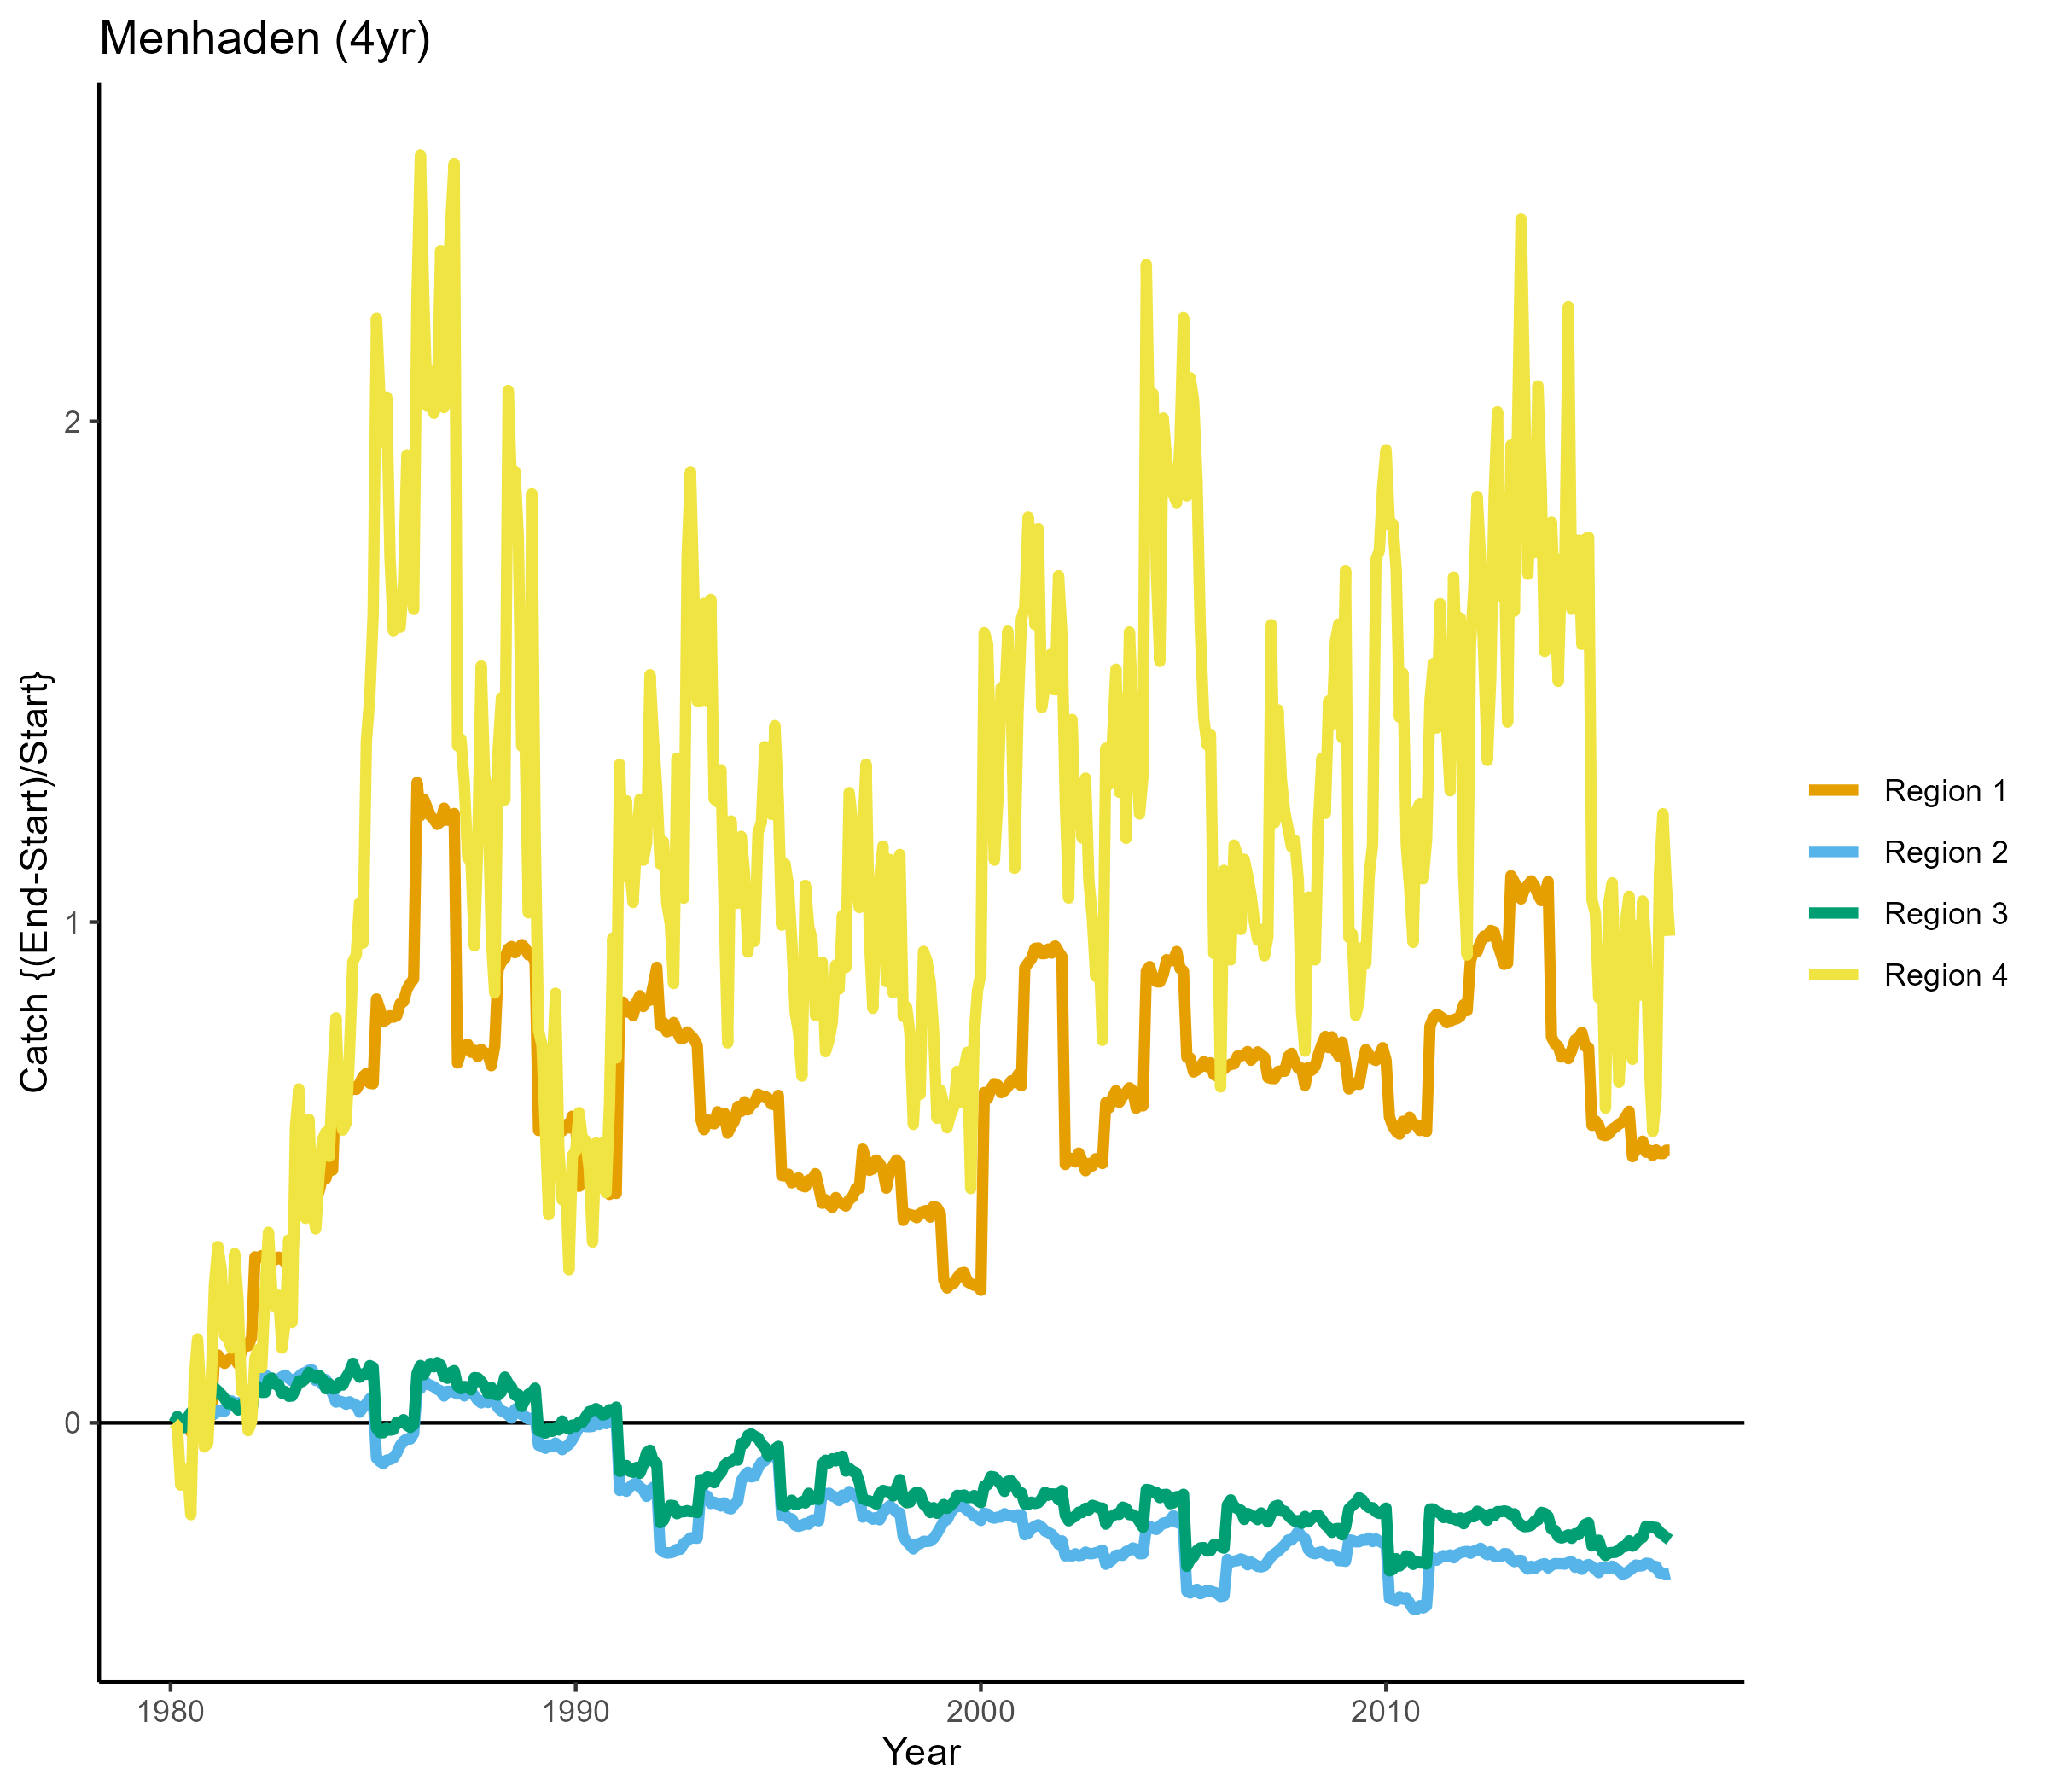 Menhaden (4yr)
Catch {(End-Start)/Start}
2
1
0
1980
1990
2000
2010
Year
Region 1
Region 2
Region 3
Region 4